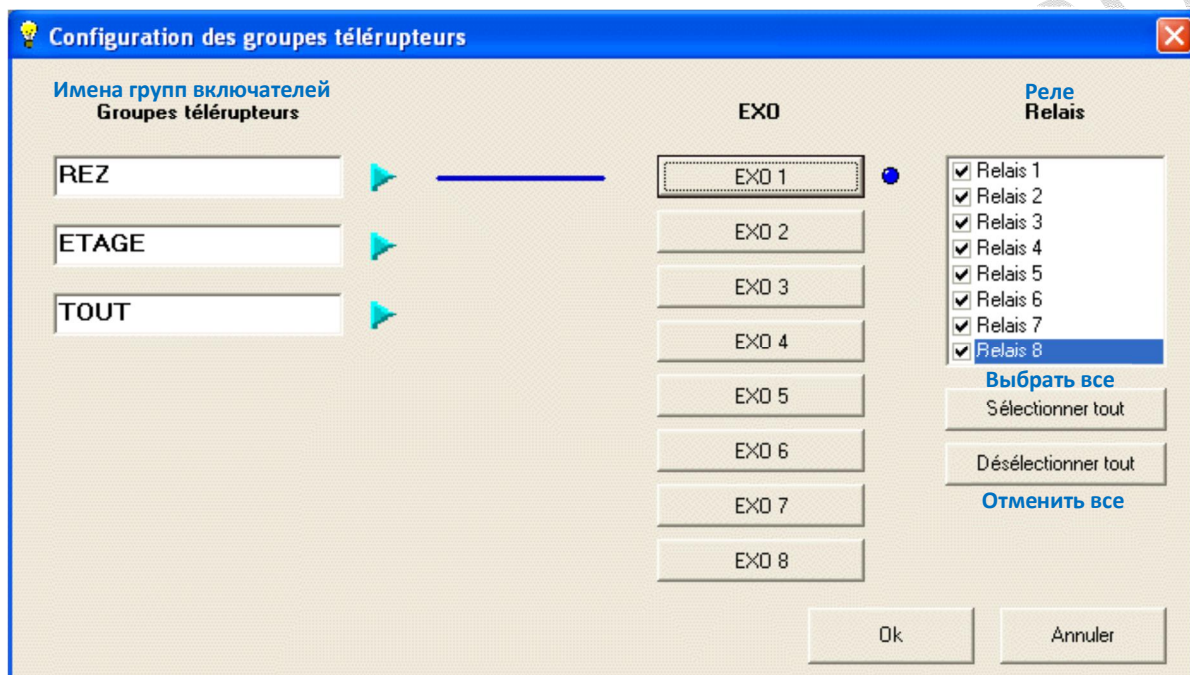 Configuration des groupes télérupteurs
Имена групп включателей
Groupes télérupteurs
EXO
Реле
Relais
REZ
ETAGE
TOUT
EXO 1
EXO 2
EXO 3
EXO 4
EXO 5
EXO 6
EXO 7
EXO 8
Relais 1
Relais 2
Relais 3
Relais 4
Relais 5
Relais 6
Relais 7
Relais 8
Выбрать все
Sélectionner tout
Désélectionner tout
Отменить все
Ok
Annuler